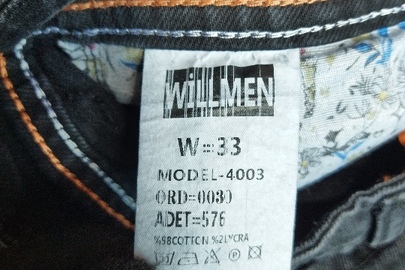 WiLLMEN
W=33
MODEL-4003
ORD=0030
ADET=576
%98COTTON %2LYCRA